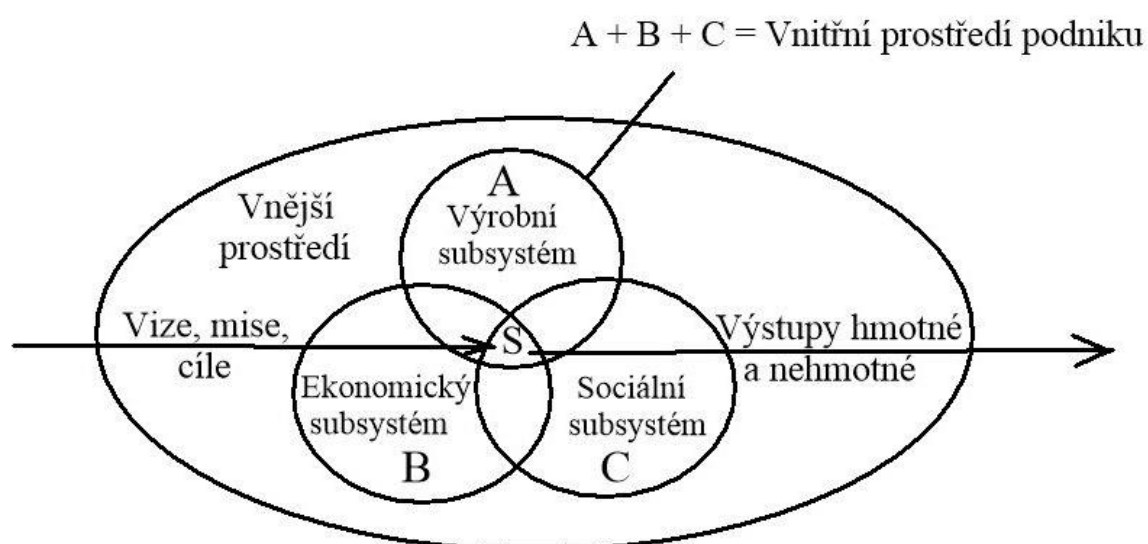 A + B + C = Vnitřní prostředí podniku
A
Výrobní
subsystém
Vnější
prostředí
Vize, mise,
cíle
S
Výstupy hmotné
a nehmotné
Ekonomický
subsystém
B
Sociální
subsystém
C